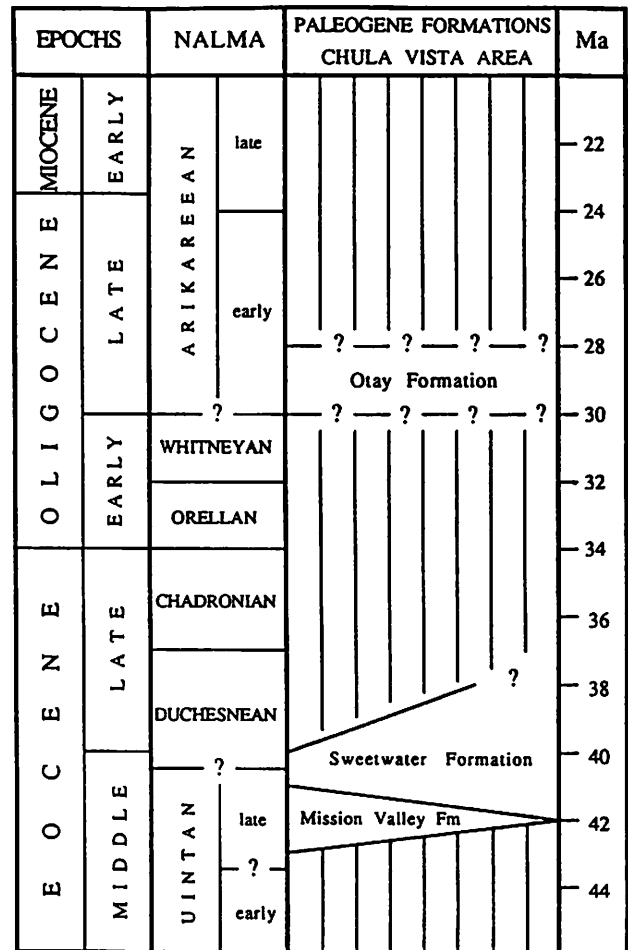 EPOCHS
NALMA
PALEOGENE FORMATIONS
CHULA VISTA AREA
Ma
MIOCENE
EARLY
OLIGOCENE
LATE
EARLY
EOCENE
LATE
MIDDLE
ARIKAREEAN
late
early
?
WHITNEYAN
ORELLAN
CHADRONIAN
DUCHESNEAN
?
UINTAN
late
?
early
? ? ? ?
Otay Formation
? ? ? ?
?
Sweetwater Formation
Mission Valley Fm
22
24
26
28
30
32
34
36
38
40
42
44